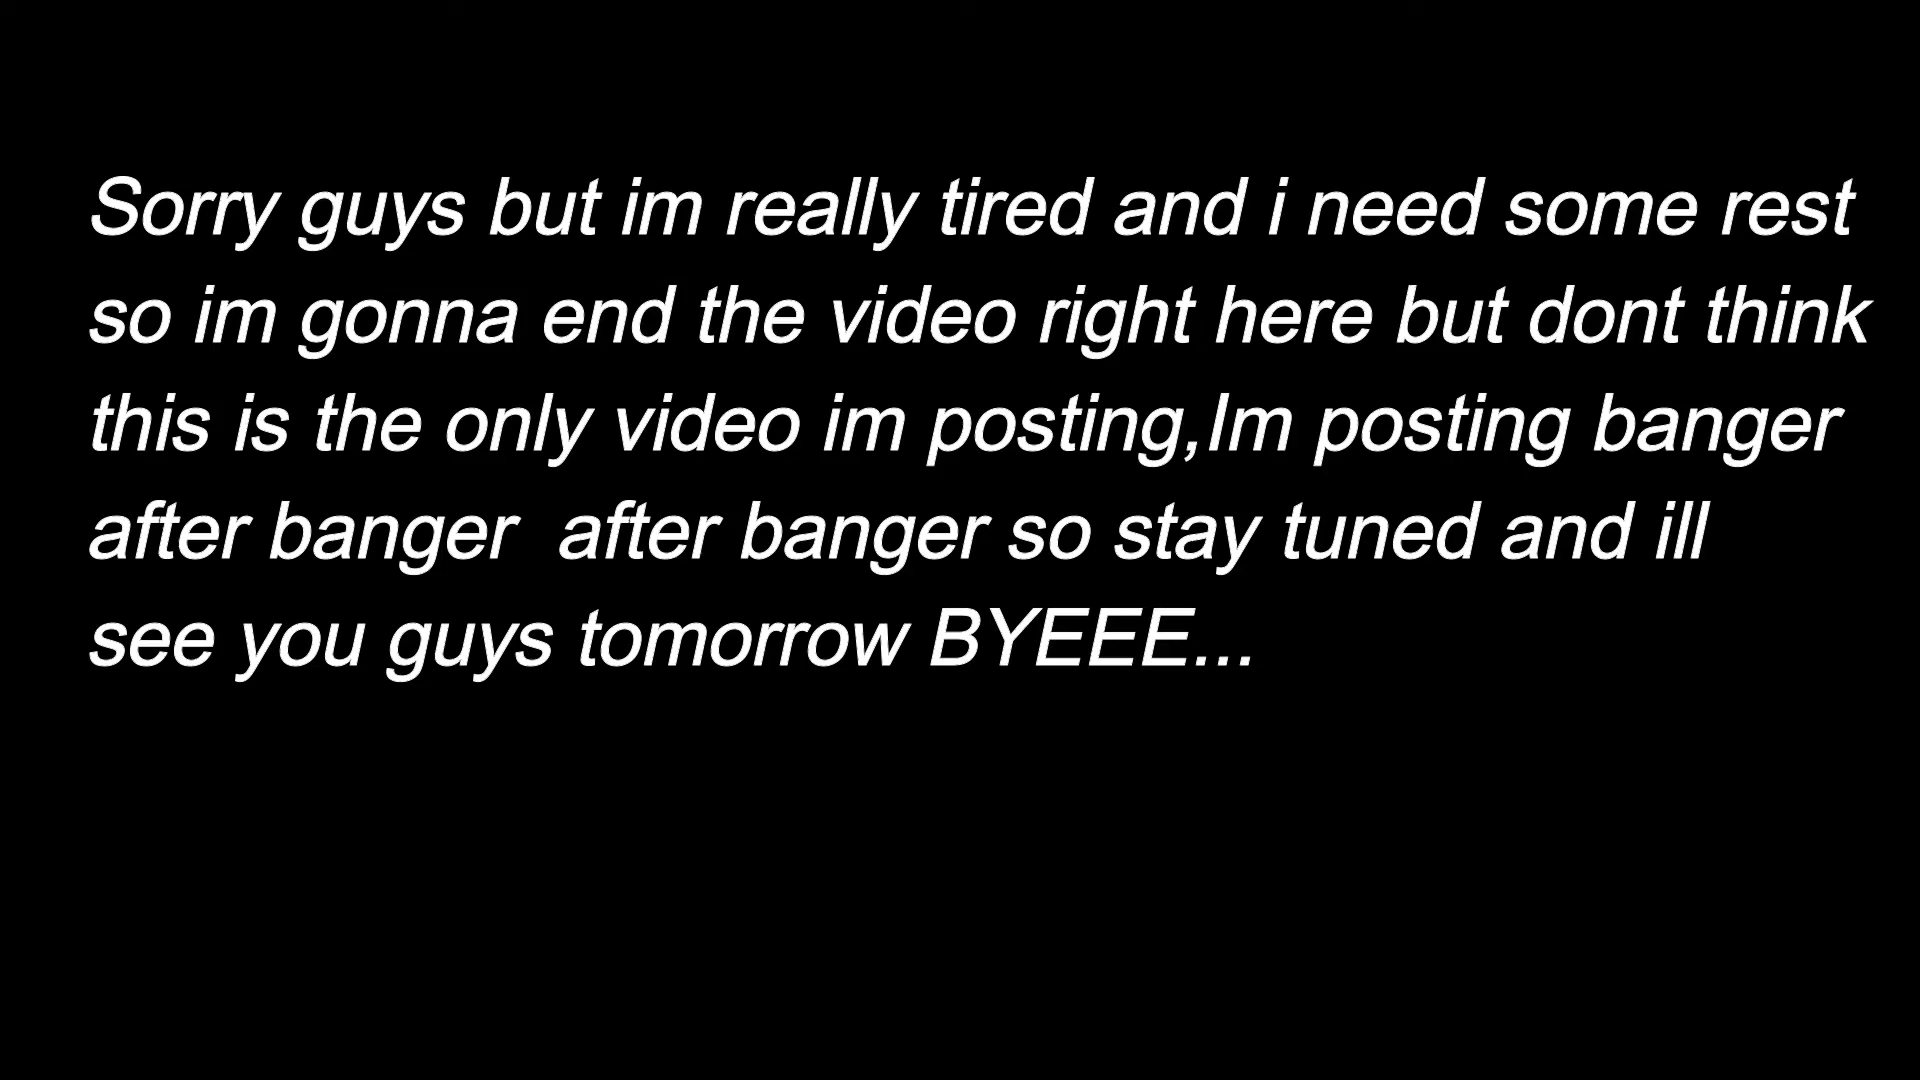 Sorry guys but im really tired and i need some rest
so im gonna end the video right here but dont think
this is the only video im posting,Im posting banger
after banger  after banger so stay tuned and ill
see you guys tomorrow BYEEE...